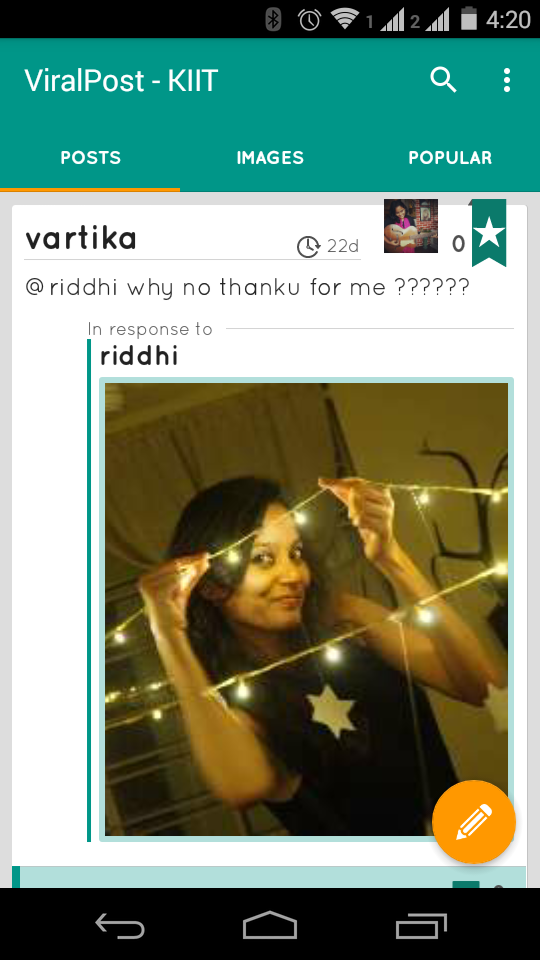 1 2 4:20
ViralPost - KIIT
POSTS IMAGES POPULAR
vartika 22d 0
@riddhi why no thanku for me ??????
In response to
riddhi